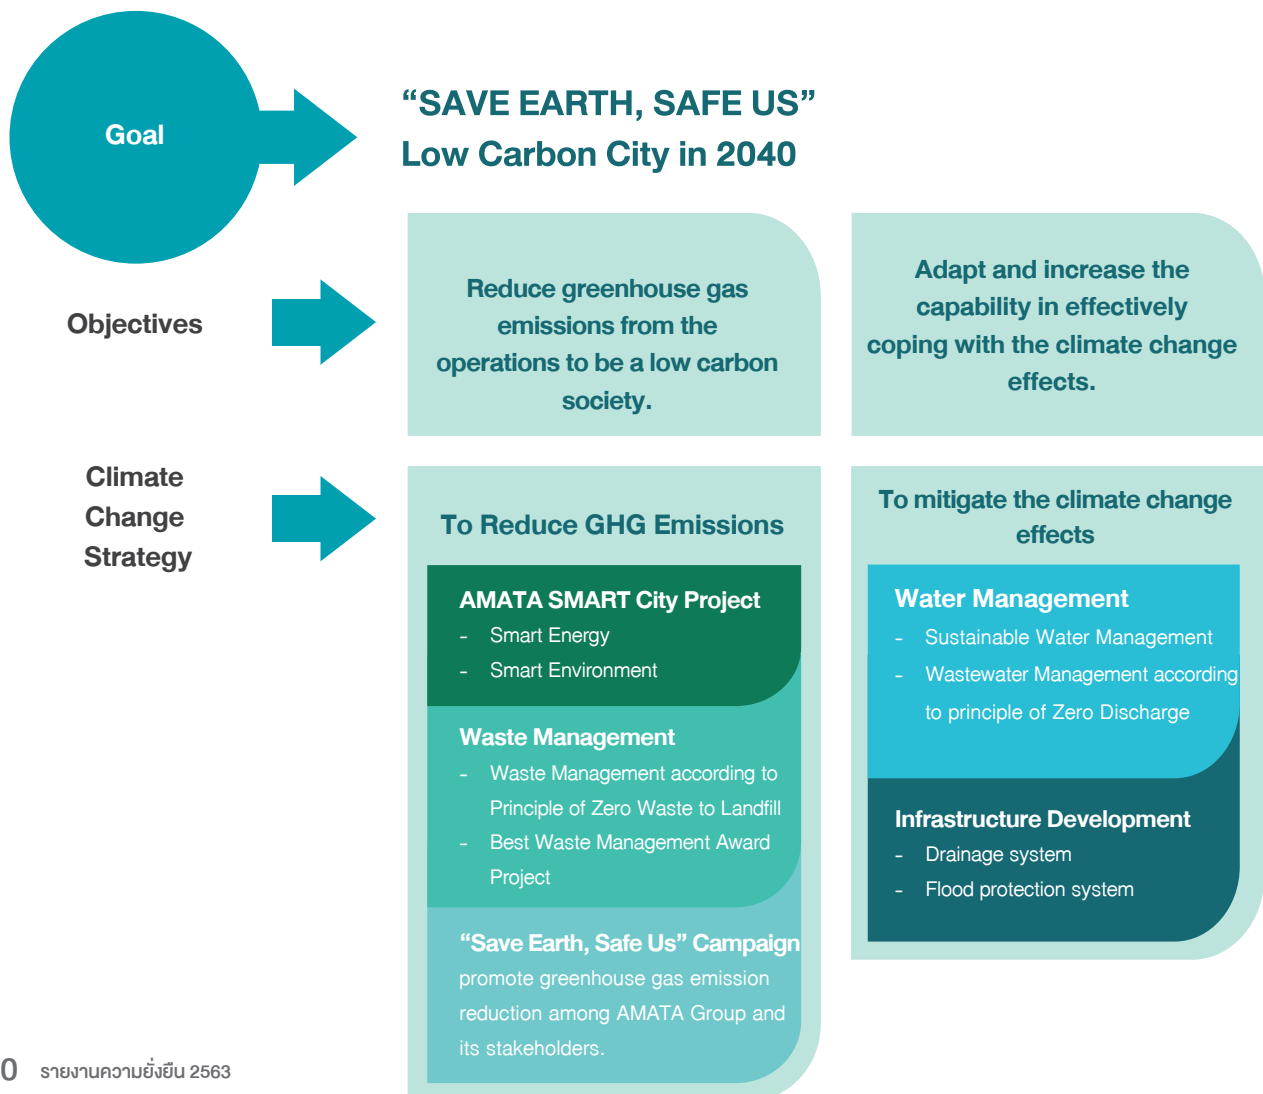 Goal
“SAVE EARTH, SAFE US”
Low Carbon City in 2040
Objectives
Reduce greenhouse gas
emissions from the
operations to be a low carbon
society.
Adapt and increase the
capability in effectively
coping with the climate change
effects.
Climate
Change
Strategy
To Reduce GHG Emissions
AMATA SMART City Project
- Smart Energy
- Smart Environment
Waste Management
- Waste Management according to
Principle of Zero Waste to Landfill
- Best Waste Management Award
Project
“Save Earth, Safe Us” Campaign
promote greenhouse gas emission
reduction among AMATA Group and
its stakeholders.
To mitigate the climate change
effects
Water Management
- Sustainable Water Management
- Wastewater Management according
to principle of Zero Discharge
Infrastructure Development
- Drainage system
- Flood protection system
0 รายงานความยั่งยืน 2563